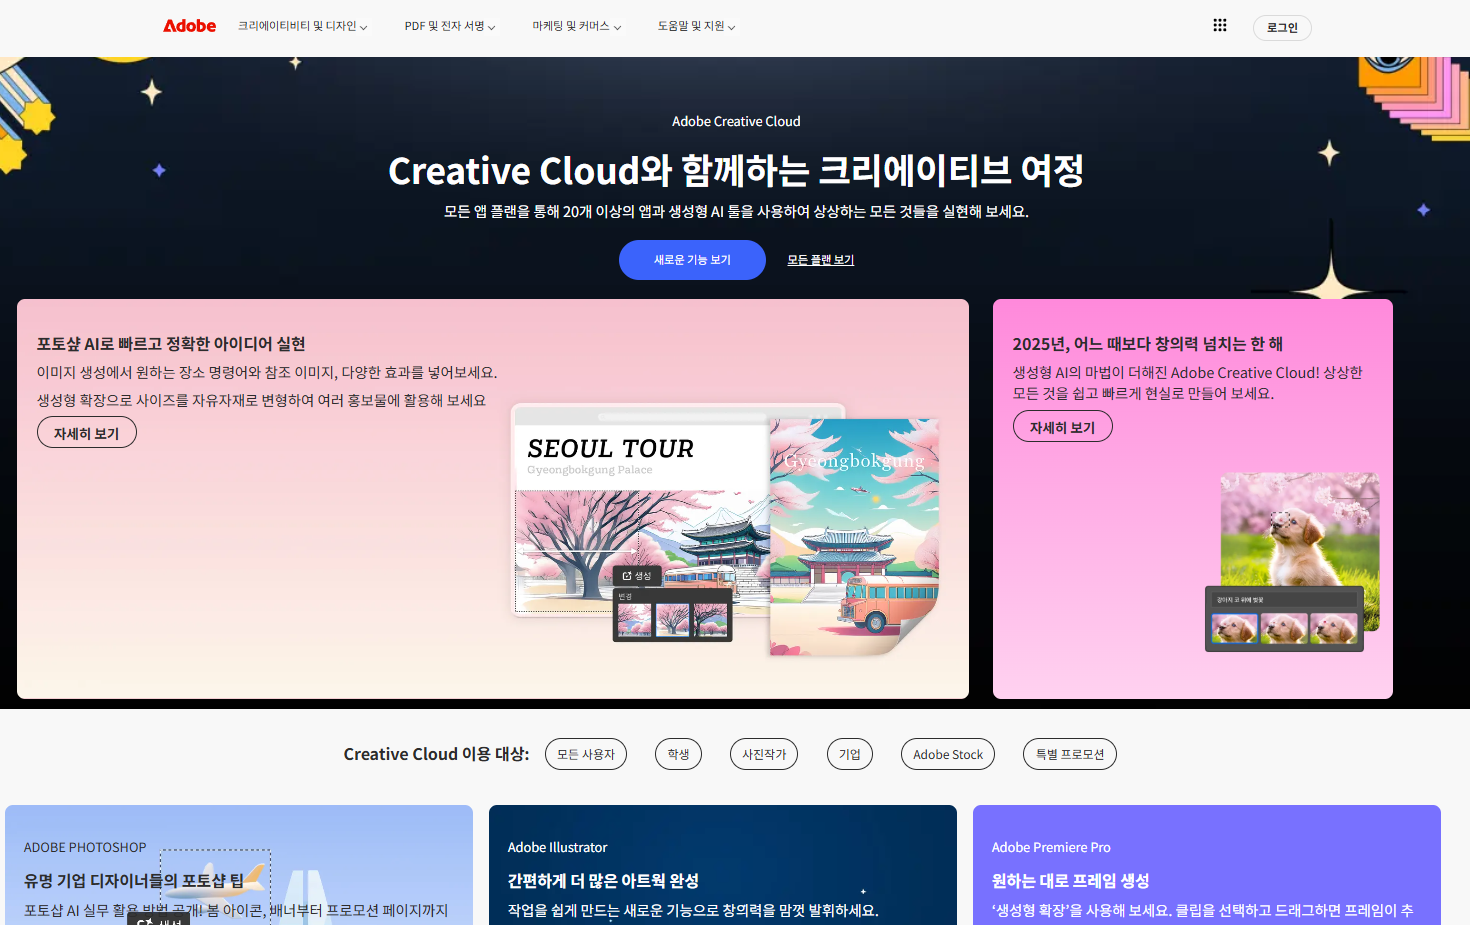 Adobe
크리에이티비티 및 디자인
PDF 및 전자 서명
마케팅 및 커머스
도움말 및 지원
로그인
Adobe Creative Cloud
Creative Cloud와 함께하는 크리에이티브 여정
모든 앱 플랜을 통해 20개 이상의 앱과 생성형 AI 툴을 사용하여 상상하는 모든 것들을 실현해 보세요.
새로운 기능 보기
모든 플랜 보기
포토샵 AI로 빠르고 정확한 아이디어 실현
이미지 생성에서 원하는 장소 명령어와 참조 이미지, 다양한 효과를 넣어보세요.
생성형 확장으로 사이즈를 자유자재로 변형하여 여러 홍보물에 활용해 보세요
자세히 보기
SEOUL TOUR
Gyeongbokgung Palace
Gyeongbokgung
생성
변경
2025년, 어느 때보다 창의력 넘치는 한 해
생성형 AI의 마법이 더해진 Adobe Creative Cloud! 상상한
모든 것을 쉽고 빠르게 현실로 만들어 보세요.
자세히 보기
강아지 코 위에 벚꽃
Creative Cloud 이용 대상:
모든 사용자
학생
사진작가
기업
Adobe Stock
특별 프로모션
ADOBE PHOTOSHOP
유명 기업 디자이너들의 포토샵 팁
포토샵 AI 실무 활용 방법 공개! 봄 아이콘, 배너부터 프로모션 페이지까지
생성
Adobe Illustrator
간편하게 더 많은 아트웍 완성
작업을 쉽게 만드는 새로운 기능으로 창의력을 맘껏 발휘하세요.
Adobe Premiere Pro
원하는 대로 프레임 생성
‘생성형 확장’을 사용해 보세요. 클립을 선택하고 드래그하면 프레임이 추